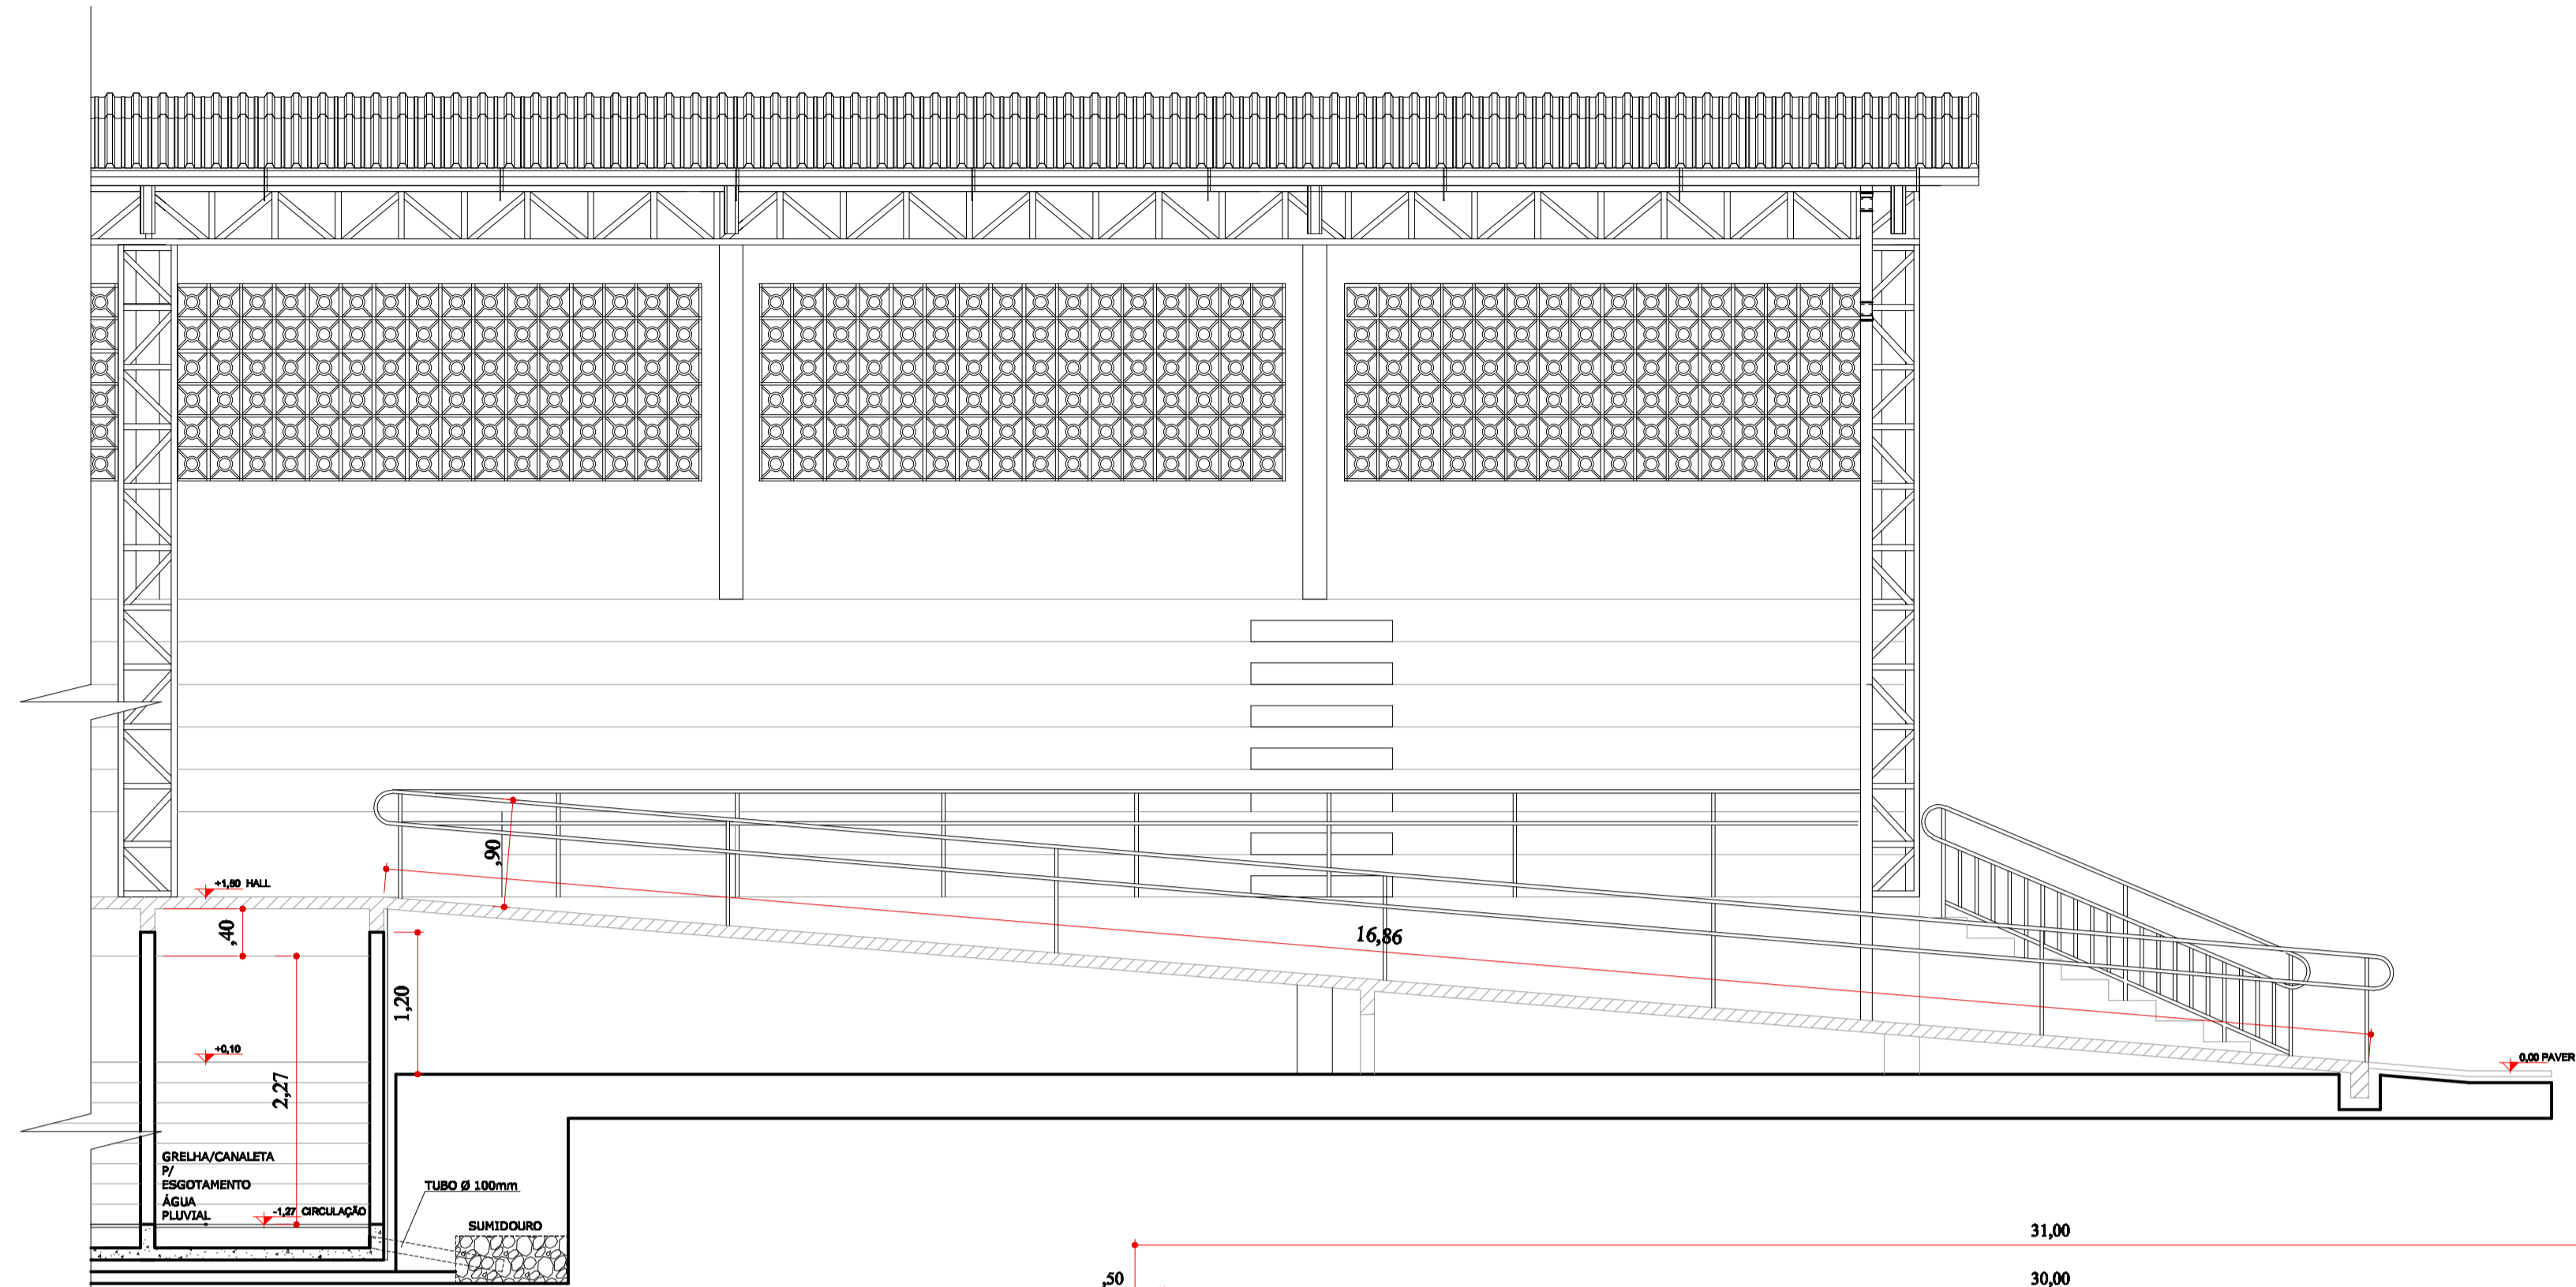 ,90
+1,50 HALL
,40
16,86
1,20
+0,10
0,00 PAVER
2,27
GRELHA/CANALETA
P/
ESGOTAMENTO
ÁGUA
PLUVIAL
TUBO Ø 100mm
-1,27 CIRCULAÇÃO
SUMIDOURO
31,00
,50
30,00